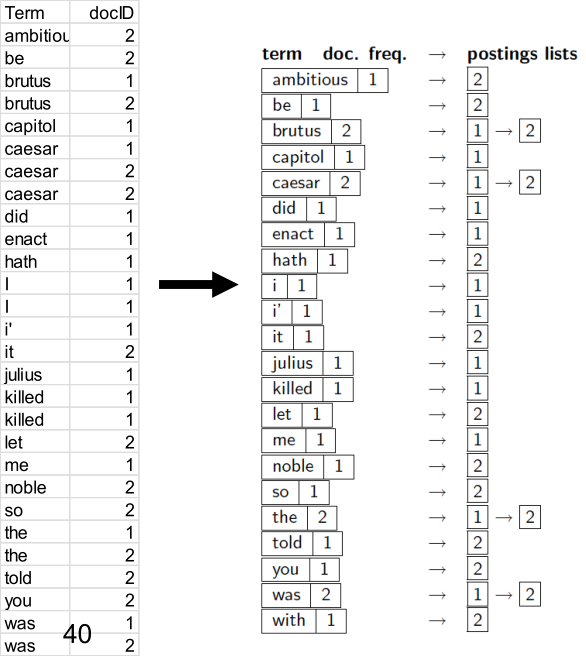 Term docID
ambitiou 2
be 2
brutus 1
brutus 2
capitol 1
caesar 1
caesar 2
caesar 2
did 1
enact 1
hath 1
I 1
I 1
i' 1
it 2
julius 1
killed 1
killed 1
let 2
me 1
noble 2
so 2
the 1
the 2
told 2
you 2
was 1
was 2
40
term doc. freq. → postings lists
ambitious 1 → 2
be 1 → 2
brutus 2 → 1 → 2
capitol 1 → 1
caesar 2 → 1 → 2
did 1 → 1
enact 1 → 1
hath 1 → 2
i 1 → 1
i' 1 → 1
it 1 → 2
julius 1 → 1
killed 1 → 1
let 1 → 2
me 1 → 1
noble 1 → 2
so 1 → 2
the 2 → 1 → 2
told 1 → 2
you 1 → 2
was 2 → 1 → 2
with 1 → 2